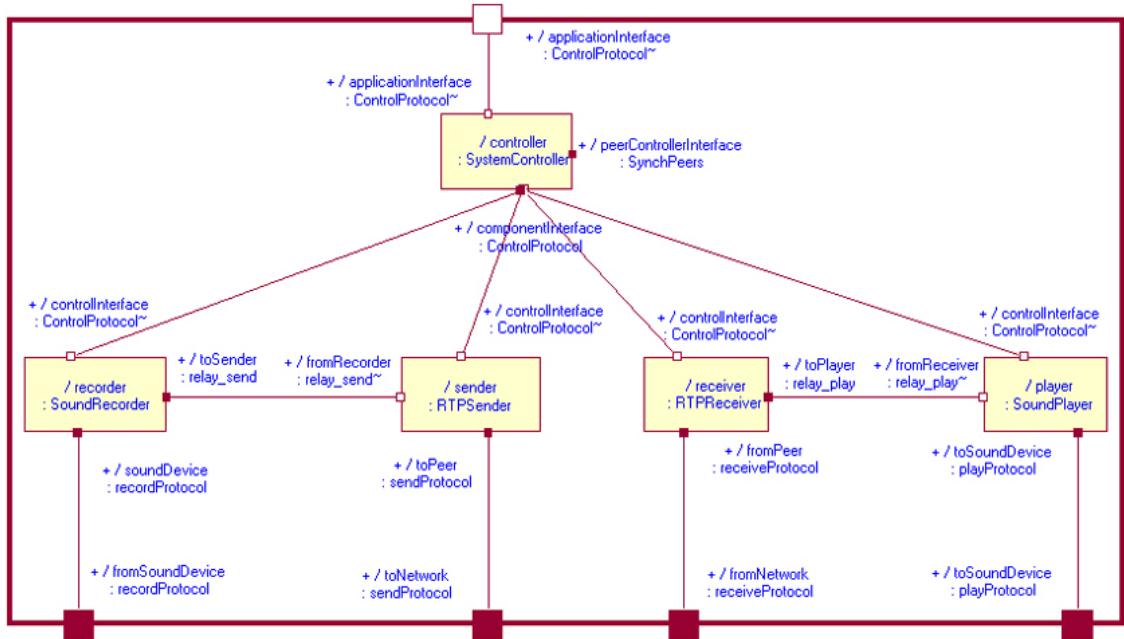 + / applicationInterface
: ControlProtocol~
+ / applicationInterface
: ControlProtocol~
/ controller
: SystemController
+ / peerControllerInterface
: SynchPeers
+ / componentInterface
: ControlProtocol
+ / controlInterface
: ControlProtocol~
+ / controlInterface
: ControlProtocol~
+ / controlInterface
: ControlProtocol~
+ / controlInterface
: ControlProtocol~
/ recorder
: SoundRecorder
+ / toSender
: relay_send
+ / fromRecorder
: relay_send~
/ sender
: RTPSender
/ receiver
: RTPReceiver
+ / toPlayer
: relay_play
+ / fromReceiver
: relay_play~
/ player
: SoundPlayer
+ / soundDevice
: recordProtocol
+ / toPeer
: sendProtocol
+ / fromPeer
: receiveProtocol
+ / toSoundDevice
: playProtocol
+ / fromSoundDevice
: recordProtocol
+ / toNetwork
: sendProtocol
+ / fromNetwork
: receiveProtocol
+ / toSoundDevice
: playProtocol